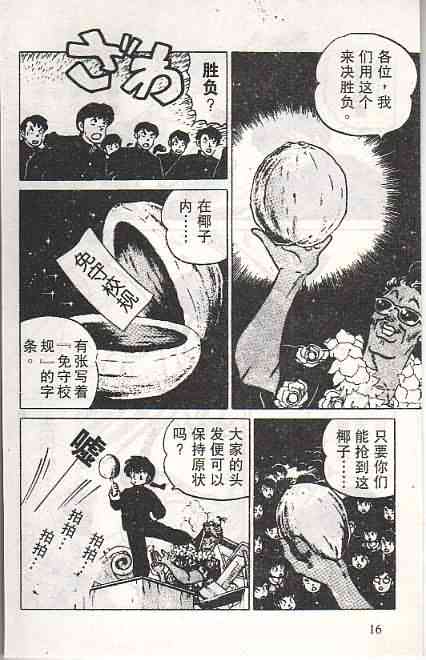 各位，我
们用这个
来决胜负。
ざわ
胜负？
在椰子
内……
免守校规
有张写着
『免守校
规』的字
条。
只要你们
能抢到这
椰子……
大家的头
发便可以
保持原状
吗？
嘘
拍拍…
拍拍…
拍拍…
16